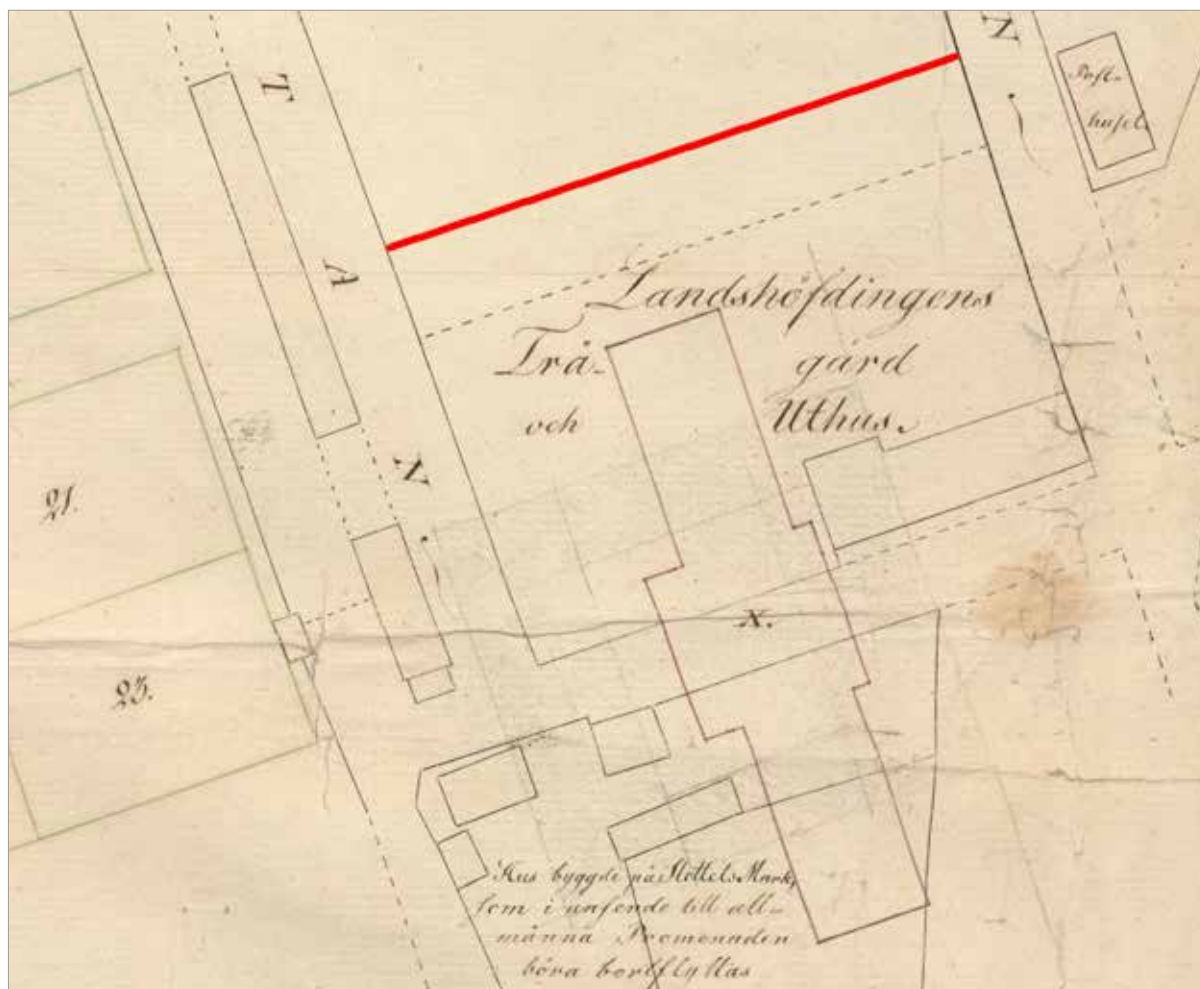 N.
Post-
huset.
T
A
N.
Landshöfdingens
Trä-
gård
och
Uthus.
21.
23.
X.
Hus byggde på Slottets Mark,
som i anseende till all-
männa Promenaden
böra bortflyttas